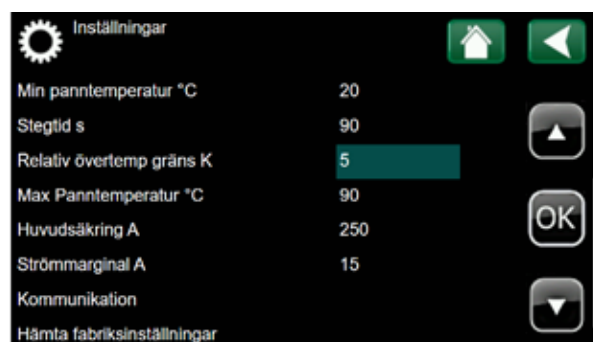 Inställningar
Min panntemperatur °C 20
Stegtid s 90
Relativ övertemp gräns K 5
Max Panntemperatur °C 90
Huvudsäkring A 250
OK
Strömmarginal A 15
Kommunikation
Hämta fabriksinställningar